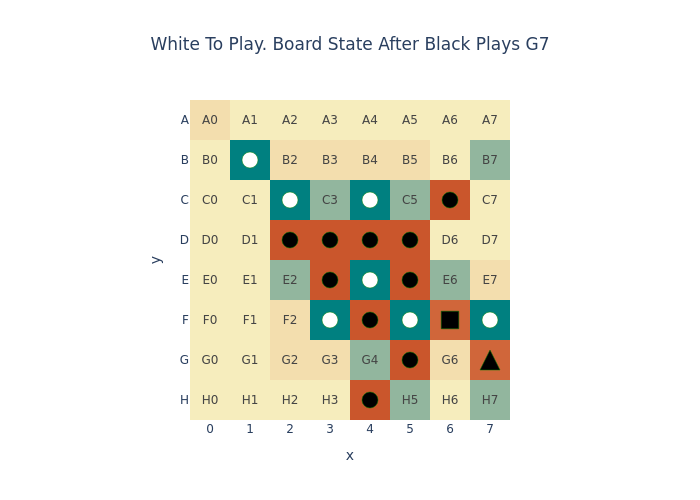 White To Play. Board State After Black Plays G7
A A0 A1 A2 A3 A4 A5 A6 A7
B B0 B2 B3 B4 B5 B6 B7
C C0 C1 C3 C5 C7
D D0 D1 D6 D7
E E0 E1 E2 E6 E7
F F0 F1 F2
G G0 G1 G2 G3 G4 G6
H H0 H1 H2 H3 H5 H6 H7
0 1 2 3 4 5 6 7
x
y